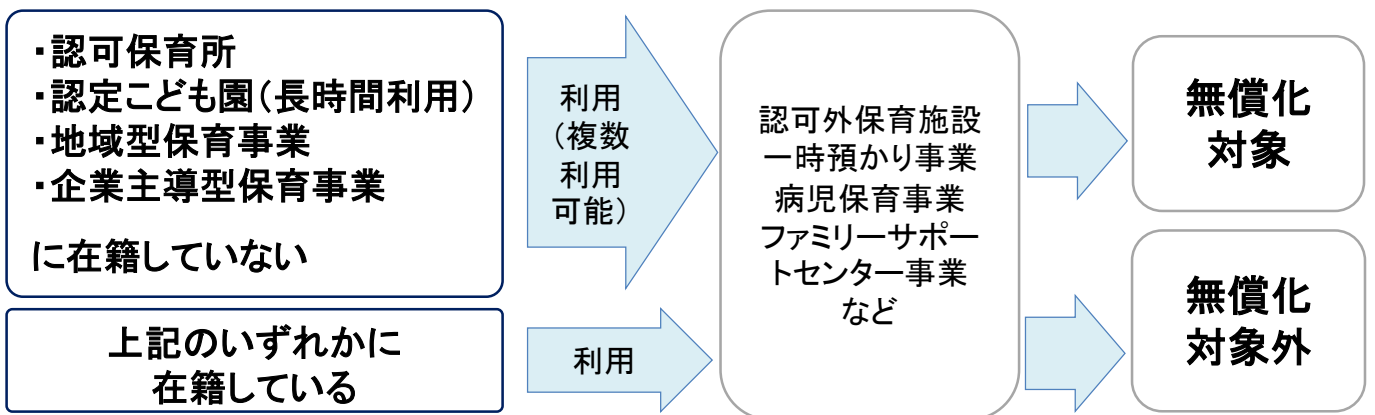 ・認可保育所
・認定こども園(長時間利用)
・地域型保育事業
・企業主導型保育事業
に在籍していない
利用
(複数
利用
可能)
認可外保育施設
一時預かり事業
病児保育事業
ファミリーサポー
トセンター事業
など
無償化
対象
上記のいずれかに
在籍している
利用
無償化
対象外